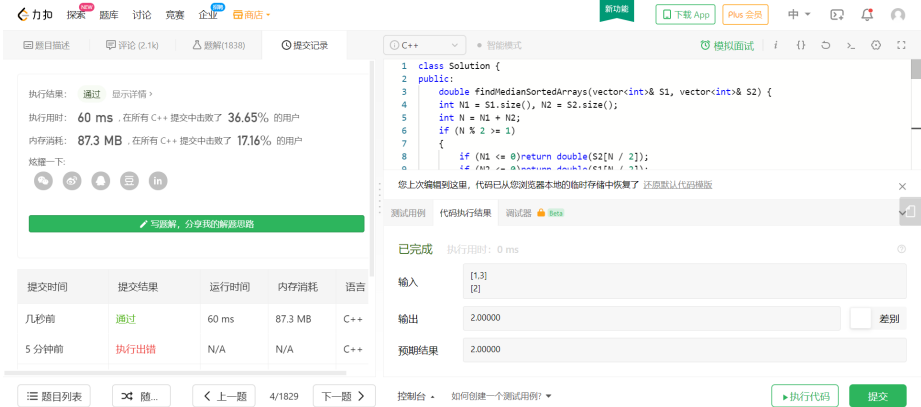 力扣 探索 NEW 题库 讨论 竞赛 企业 招聘 商店 新功能 下载 App Plus 会员 中
题目描述 评论 (2.1k) 题解(1838) 提交记录
执行结果： 通过 显示详情 ›
执行用时： 60 ms , 在所有 C++ 提交中击败了 36.65% 的用户
内存消耗： 87.3 MB , 在所有 C++ 提交中击败了 17.16% 的用户
炫耀一下:
写题解，分享我的解题思路
提交时间 提交结果 运行时间 内存消耗 语言
几秒前 通过 60 ms 87.3 MB C++
5 分钟前 执行出错 N/A N/A C++
题目列表 随... 上一题 4/1829 下一题
C++ 智能模式 模拟面试
1 class Solution {
2 public:
3 double findMedianSortedArrays(vector<int>& S1, vector<int>& S2) {
4 int N1 = S1.size(), N2 = S2.size();
5 int N = N1 + N2;
6 if (N % 2 >= 1)
7 {
8 if (N1 <= 0)return double(S2[N / 2]);
9 if (N2 <= 0)return double(S1[N / 2]);
您上次编辑到这里，代码已从您浏览器本地的临时存储中恢复了 还原默认代码模版
测试用例 代码执行结果 调试器 Beta
已完成 执行用时：0 ms
输入 [1,3]
[2]
输出 2.00000 差别
预期结果 2.00000
控制台 如何创建一个测试用例? 执行代码 提交